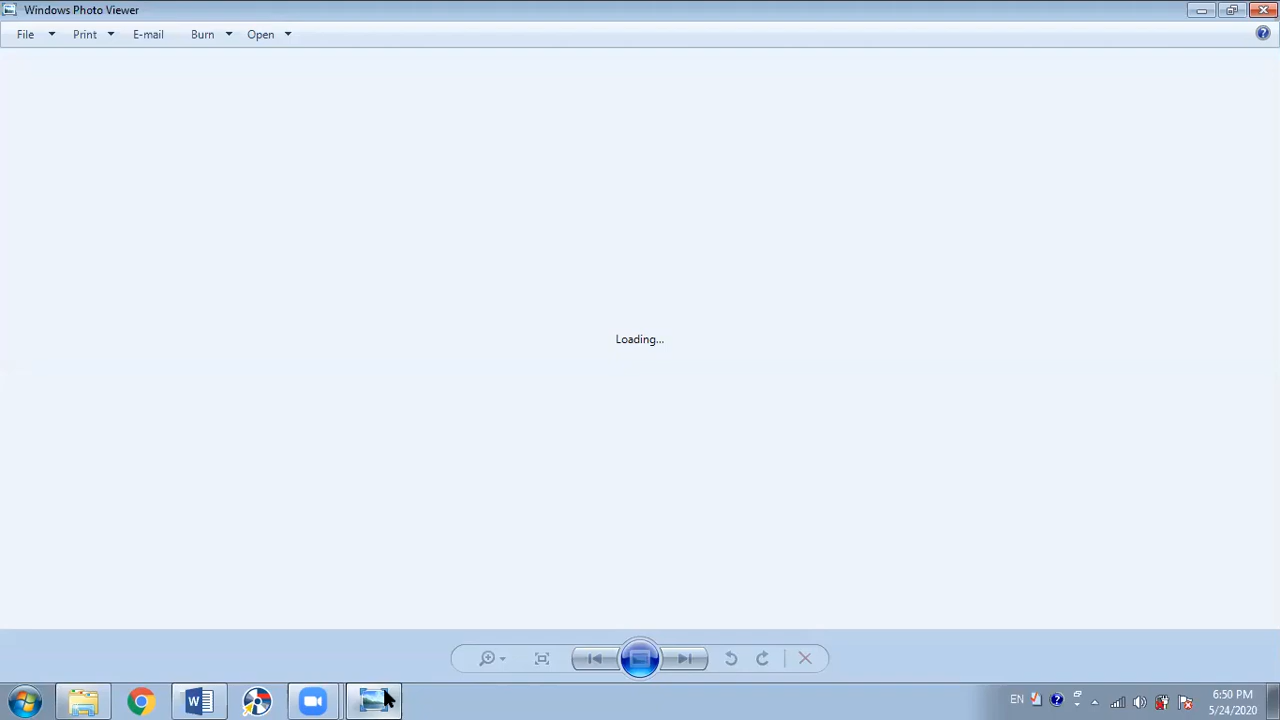 Windows Photo Viewer
File Print E-mail Burn Open
Loading...
EN
6:50 PM
5/24/2020